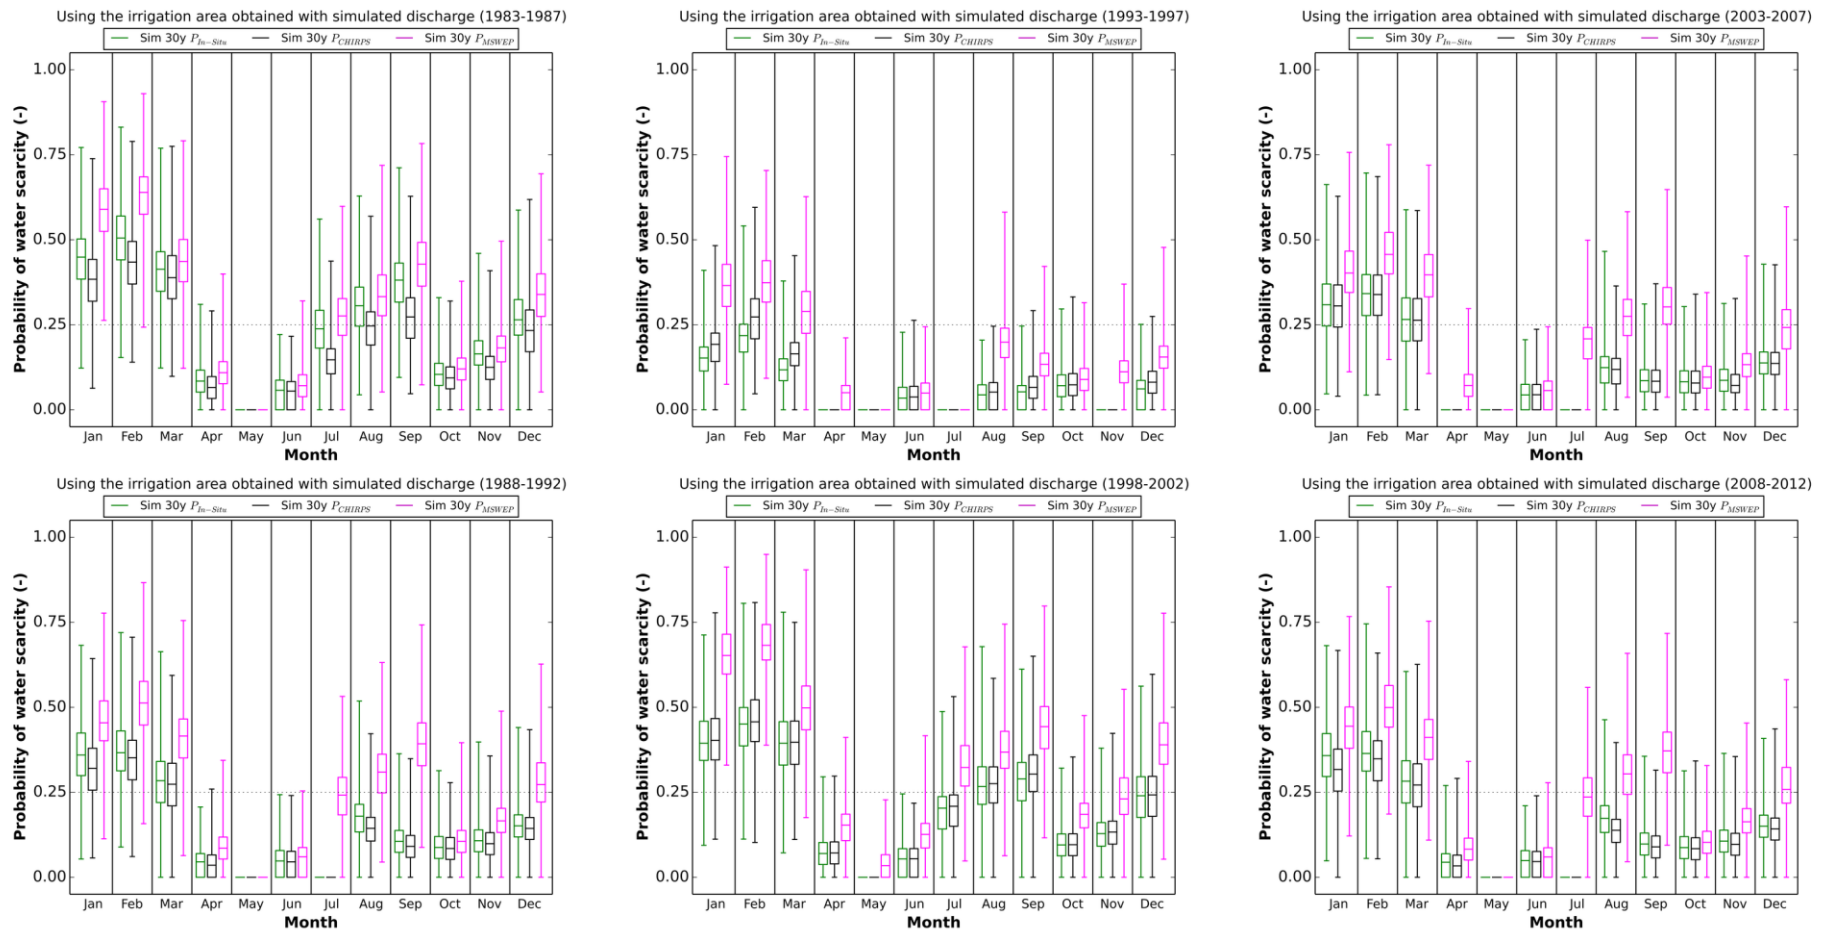 Using the irrigation area obtained with simulated discharge (1983-1987)
Sim 30y P_In−Situ Sim 30y P_CHIRPS Sim 30y P_MSWEP
Probability of water scarcity (-)
1.00
0.75
0.50
0.25
0.00
Jan Feb Mar Apr May Jun Jul Aug Sep Oct Nov Dec
Month
Using the irrigation area obtained with simulated discharge (1993-1997)
Sim 30y P_In−Situ Sim 30y P_CHIRPS Sim 30y P_MSWEP
Probability of water scarcity (-)
1.00
0.75
0.50
0.25
0.00
Jan Feb Mar Apr May Jun Jul Aug Sep Oct Nov Dec
Month
Using the irrigation area obtained with simulated discharge (2003-2007)
Sim 30y P_In−Situ Sim 30y P_CHIRPS Sim 30y P_MSWEP
Probability of water scarcity (-)
1.00
0.75
0.50
0.25
0.00
Jan Feb Mar Apr May Jun Jul Aug Sep Oct Nov Dec
Month
Using the irrigation area obtained with simulated discharge (1988-1992)
Sim 30y P_In−Situ Sim 30y P_CHIRPS Sim 30y P_MSWEP
Probability of water scarcity (-)
1.00
0.75
0.50
0.25
0.00
Jan Feb Mar Apr May Jun Jul Aug Sep Oct Nov Dec
Month
Using the irrigation area obtained with simulated discharge (1998-2002)
Sim 30y P_In−Situ Sim 30y P_CHIRPS Sim 30y P_MSWEP
Probability of water scarcity (-)
1.00
0.75
0.50
0.25
0.00
Jan Feb Mar Apr May Jun Jul Aug Sep Oct Nov Dec
Month
Using the irrigation area obtained with simulated discharge (2008-2012)
Sim 30y P_In−Situ Sim 30y P_CHIRPS Sim 30y P_MSWEP
Probability of water scarcity (-)
1.00
0.75
0.50
0.25
0.00
Jan Feb Mar Apr May Jun Jul Aug Sep Oct Nov Dec
Month